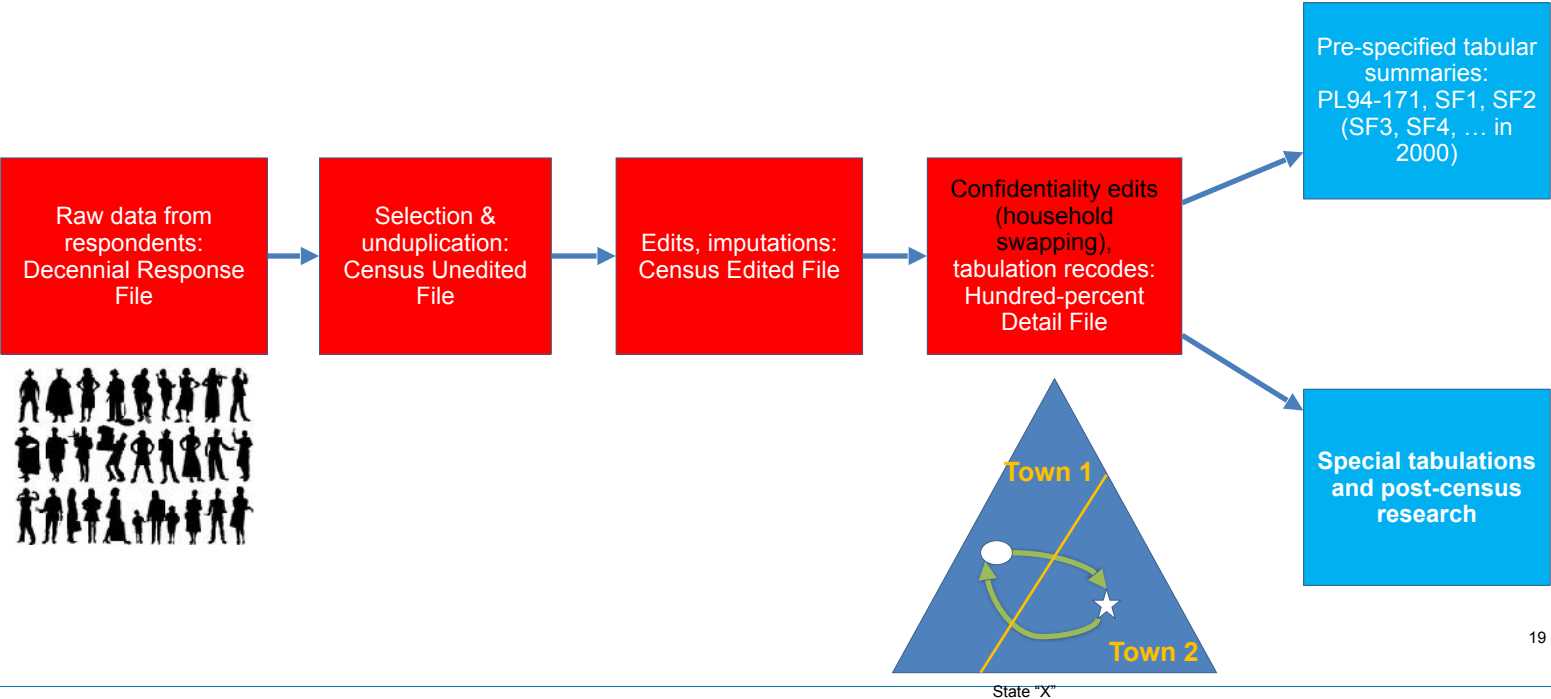 Raw data from
respondents:
Decennial Response
File
Selection &
unduplication:
Census Unedited
File
Edits, imputations:
Census Edited File
Confidentiality edits
(household
swapping),
tabulation recodes:
Hundred-percent
Detail File
Pre-specified tabular
summaries:
PL94-171, SF1, SF2
(SF3, SF4, … in
2000)
Special tabulations
and post-census
research
Town 1
Town 2
State “X”
19